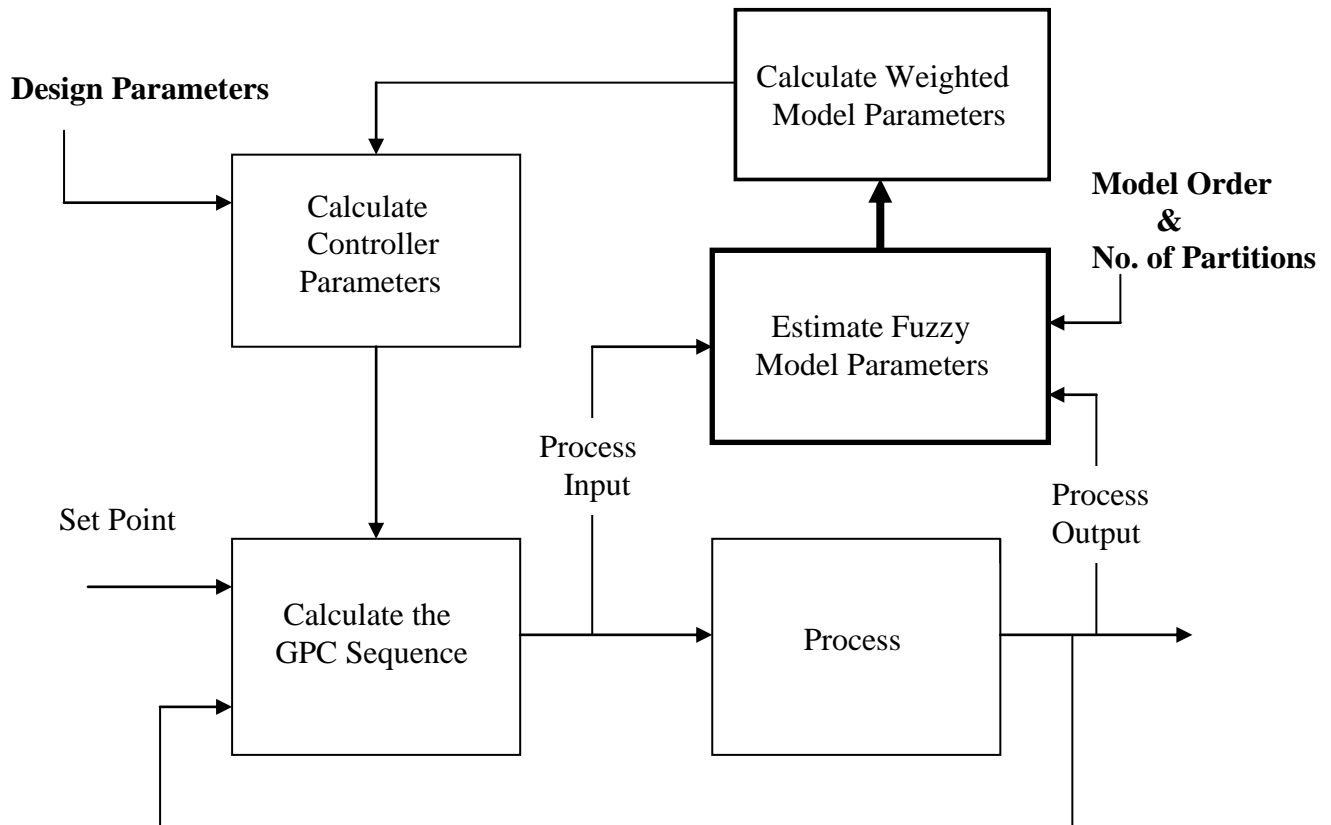 Design Parameters
Calculate Weighted
Model Parameters
Calculate
Controller
Parameters
Model Order
&
No. of Partitions
Estimate Fuzzy
Model Parameters
Process
Input
Process
Output
Set Point
Calculate the
GPC Sequence
Process